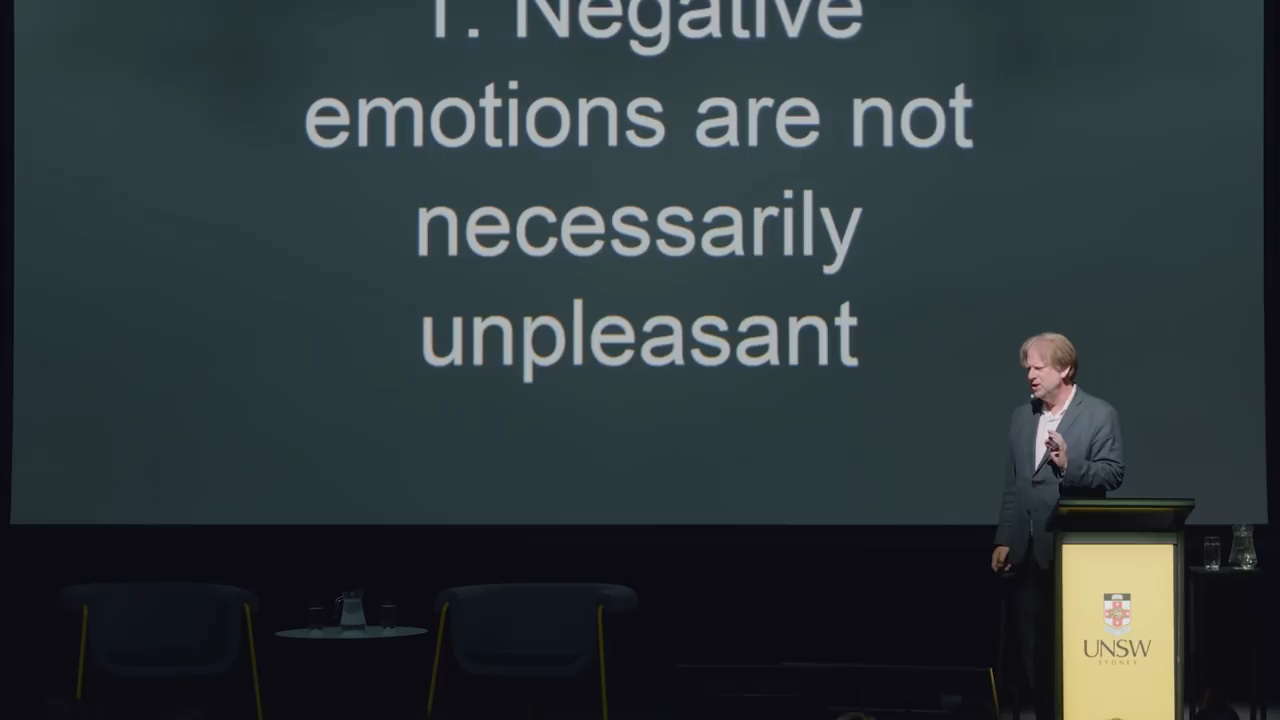 1. Negative
emotions are not
necessarily
unpleasant
UNSW
SYDNEY